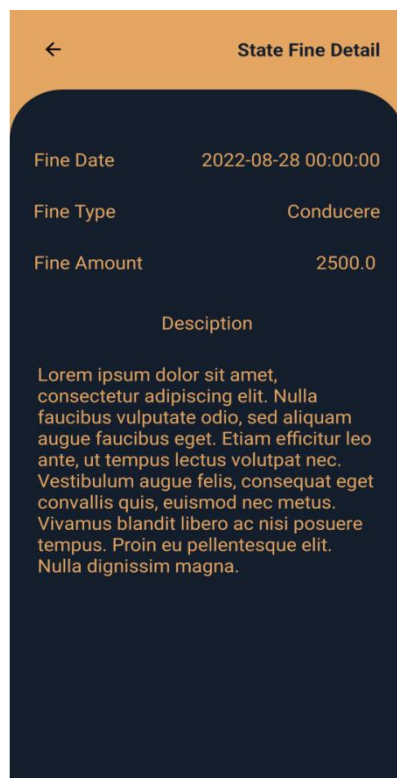 State Fine Detail
Fine Date 2022-08-28 00:00:00
Fine Type Conducere
Fine Amount 2500.0
Desciption
Lorem ipsum dolor sit amet,
consectetur adipiscing elit. Nulla
faucibus vulputate odio, sed aliquam
augue faucibus eget. Etiam efficitur leo
ante, ut tempus lectus volutpat nec.
Vestibulum augue felis, consequat eget
convallis quis, euismod nec metus.
Vivamus blandit libero ac nisi posuere
tempus. Proin eu pellentesque elit.
Nulla dignissim magna.